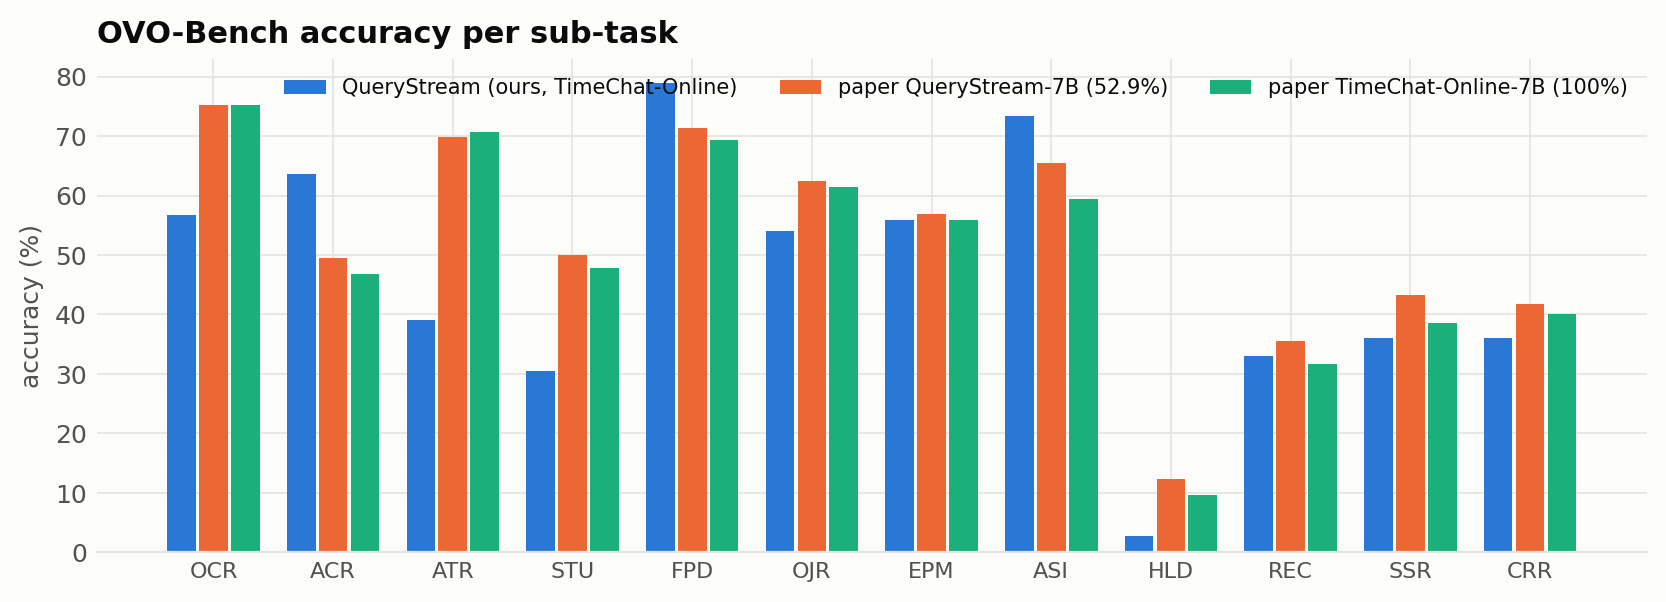 OVO-Bench accuracy per sub-task
QueryStream (ours, TimeChat-Online)
paper QueryStream-7B (52.9%)
paper TimeChat-Online-7B (100%)
accuracy (%)
80
70
60
50
40
30
20
10
0
OCR
ACR
ATR
STU
FPD
OJR
EPM
ASI
HLD
REC
SSR
CRR